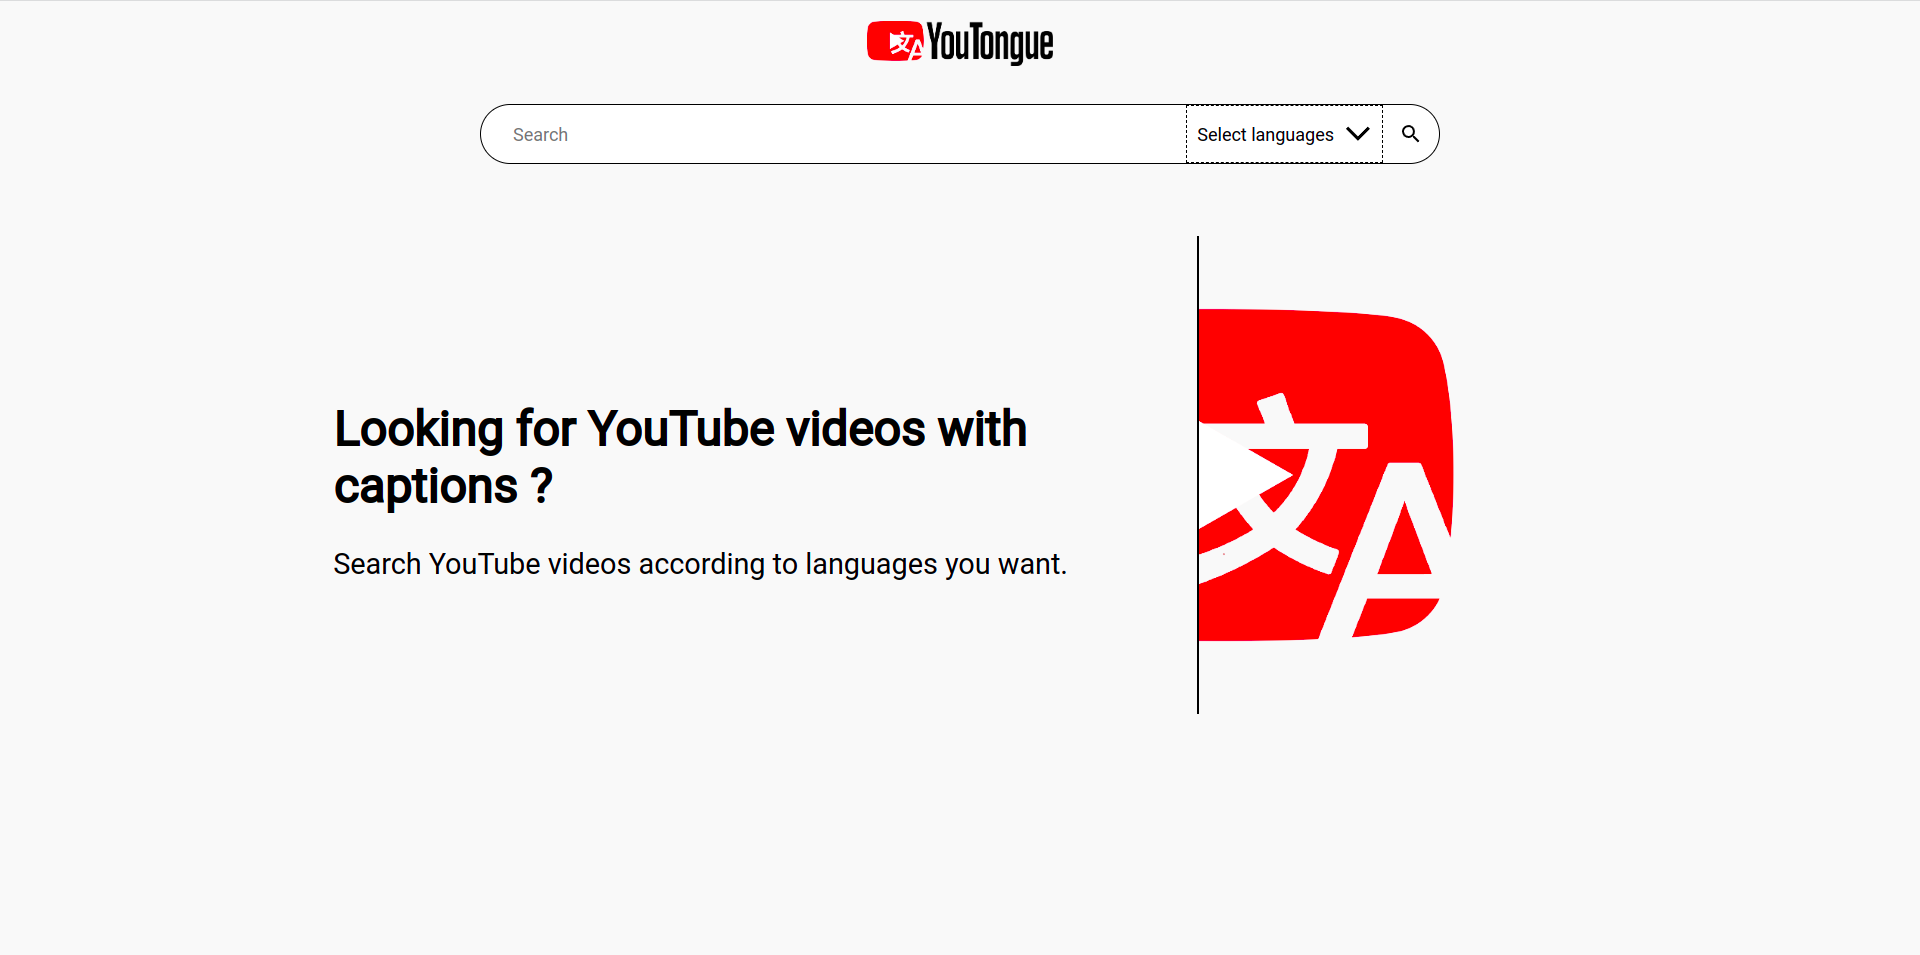 文A YouTongue
Search
Select languages
Looking for YouTube videos with
captions ?
Search YouTube videos according to languages you want.
文A